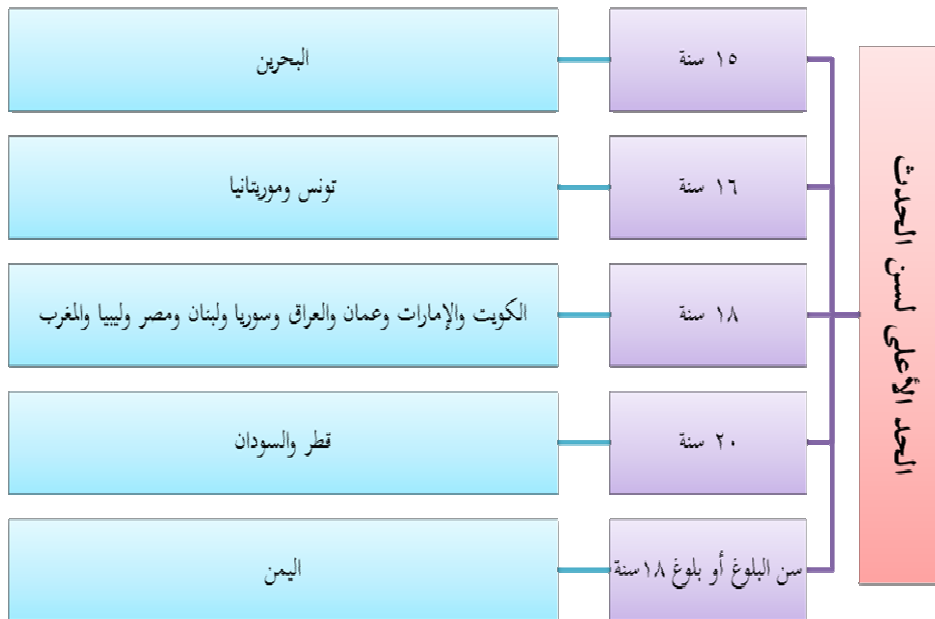 الحد الأعلى لسن الحدث
١٥ سنة
البحرين
١٦ سنة
تونس وموريتانيا
١٨ سنة
الكويت والإمارات وعمان والعراق وسوريا ولبنان ومصر وليبيا والمغرب
٢٠ سنة
قطر والسودان
سن البلوغ أو بلوغ ١٨سنة
اليمن